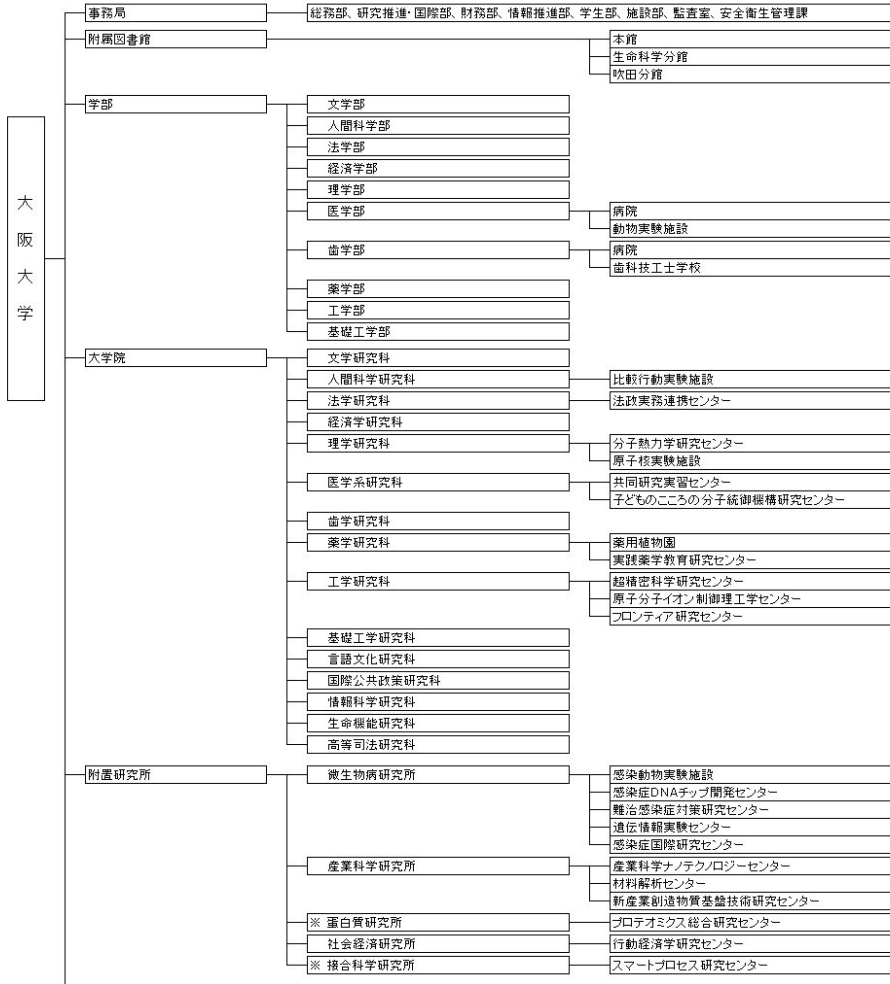 大阪大学
事務局
総務部、研究推進・国際部、財務部、情報推進部、学生部、施設部、監査室、安全衛生管理課
附属図書館
本館
生命科学分館
吹田分館
学部
文学部
人間科学部
法学部
経済学部
理学部
医学部
病院
動物実験施設
歯学部
病院
歯科技工士学校
薬学部
工学部
基礎工学部
大学院
文学研究科
人間科学研究科
比較行動実験施設
法学研究科
法政実務連携センター
経済学研究科
理学研究科
分子熱力学研究センター
原子核実験施設
医学系研究科
共同研究実習センター
子どものこころの分子統御機構研究センター
歯学研究科
薬学研究科
薬用植物園
実践薬学教育研究センター
工学研究科
超精密科学研究センター
原子分子イオン制御理工学センター
フロンティア研究センター
基礎工学研究科
言語文化研究科
国際公共政策研究科
情報科学研究科
生命機能研究科
高等司法研究科
附置研究所
微生物病研究所
感染動物実験施設
感染症DNAチップ開発センター
難治感染症対策研究センター
遺伝情報実験センター
感染症国際研究センター
産業科学研究所
産業科学ナノテクノロジーセンター
材料解析センター
新産業創造物質基盤技術研究センター
※ 蛋白質研究所
プロテオミクス総合研究センター
社会経済研究所
行動経済学研究センター
※ 接合科学研究所
スマートプロセス研究センター